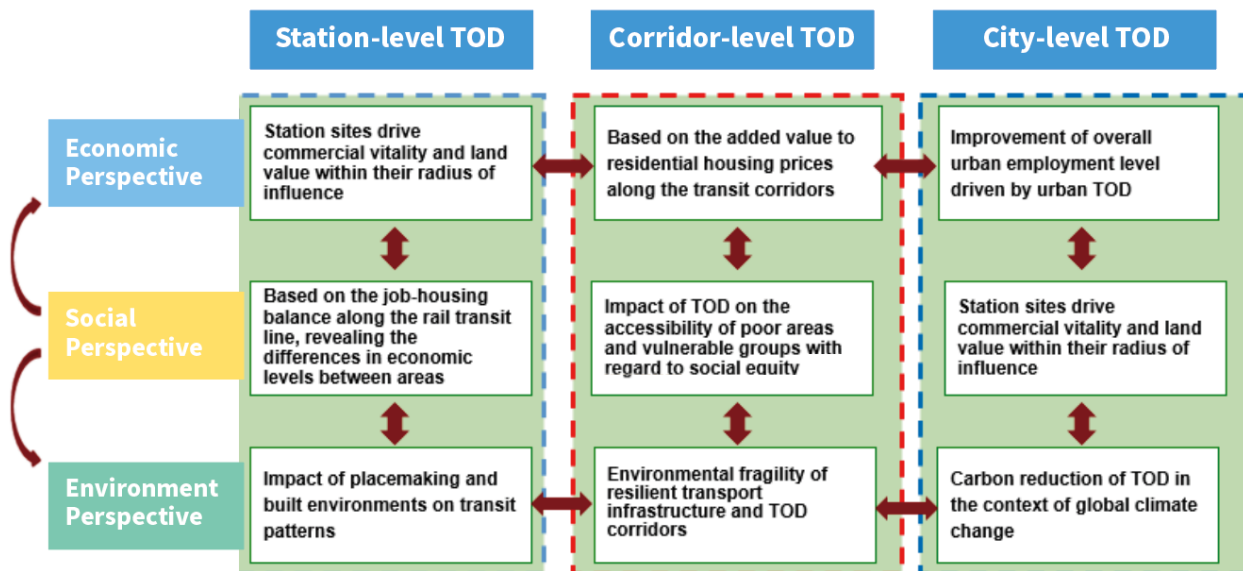 Station-level TOD
Corridor-level TOD
City-level TOD
Economic
Perspective
Station sites drive
commercial vitality and land
value within their radius of
influence
Based on the added value to
residential housing prices
along the transit corridors
Improvement of overall
urban employment level
driven by urban TOD
Social
Perspective
Based on the job-housing
balance along the rail transit
line, revealing the
differences in economic
levels between areas
Impact of TOD on the
accessibility of poor areas
and vulnerable groups with
regard to social equity
Station sites drive
commercial vitality and land
value within their radius of
influence
Environment
Perspective
Impact of placemaking and
built environments on transit
patterns
Environmental fragility of
resilient transport
infrastructure and TOD
corridors
Carbon reduction of TOD in
the context of global climate
change